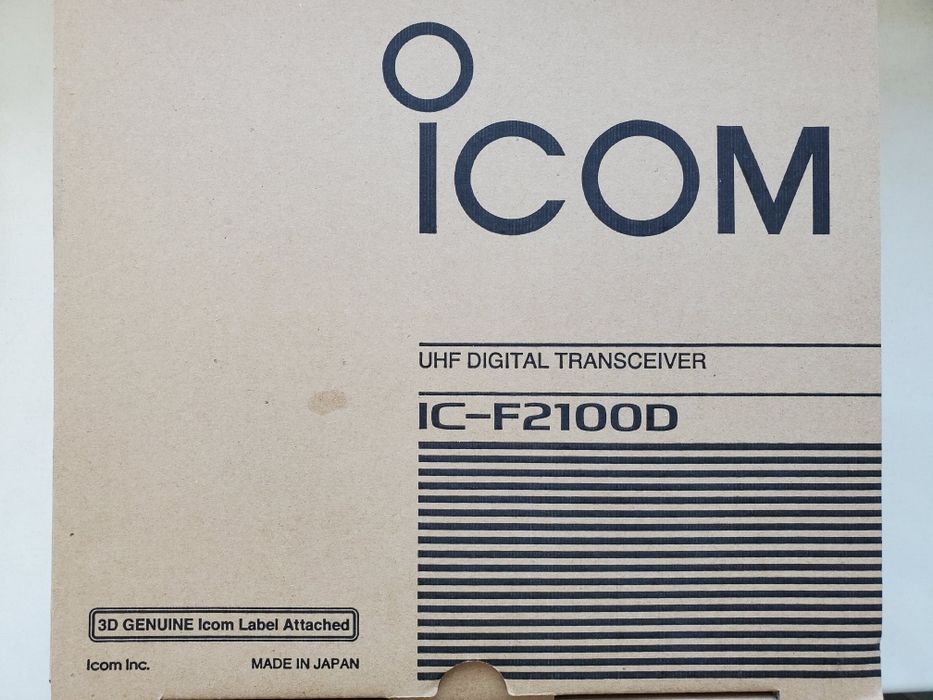 ICOM
UHF DIGITAL TRANSCEIVER
IC-F2100D
3D GENUINE Icom Label Attached
Icom Inc. MADE IN JAPAN